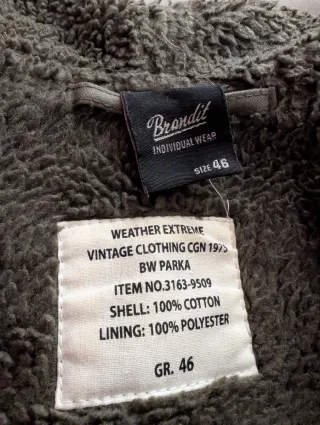 Brandit
INDIVIDUAL WEAR
SIZE 46
WEATHER EXTREME
VINTAGE CLOTHING CGN 1975
BW PARKA
ITEM NO.3163-9509
SHELL: 100% COTTON
LINING: 100% POLYESTER
GR. 46